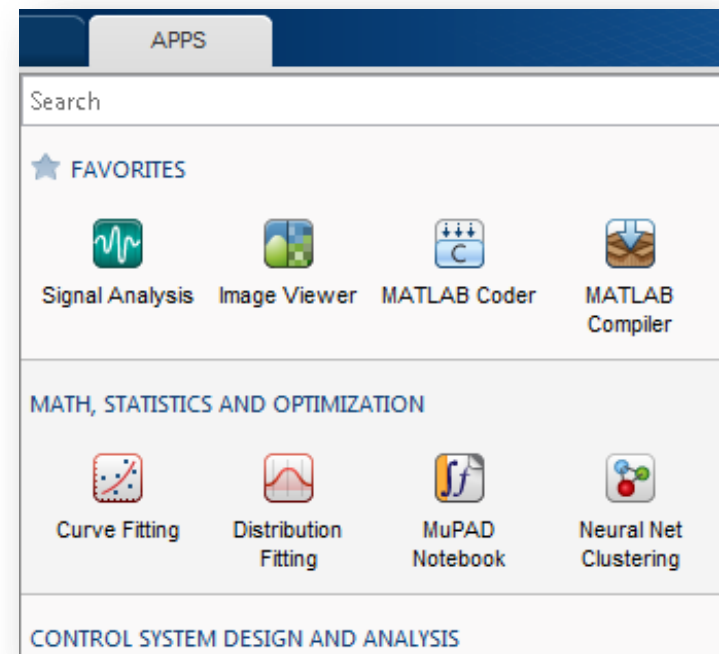 APPS
Search
FAVORITES
Signal Analysis Image Viewer MATLAB Coder MATLAB
Compiler
MATH, STATISTICS AND OPTIMIZATION
Curve Fitting Distribution MuPAD Neural Net
Fitting Notebook Clustering
CONTROL SYSTEM DESIGN AND ANALYSIS